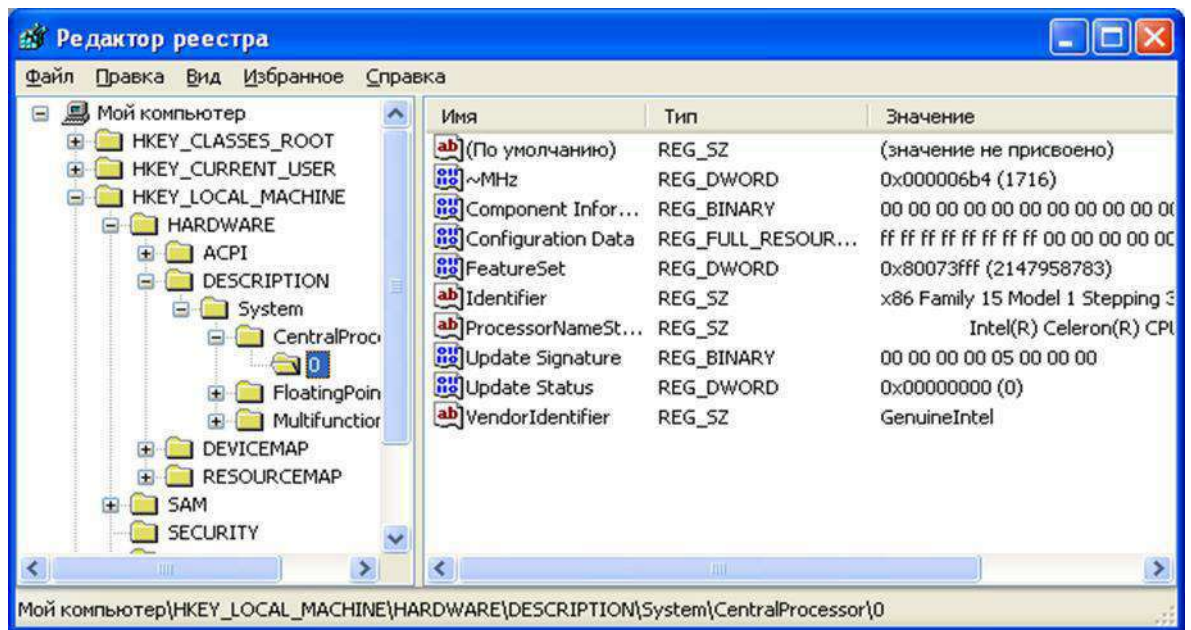 Редактор реестра
Файл Правка Вид Избранное Справка
Мой компьютер
HKEY_CLASSES_ROOT
HKEY_CURRENT_USER
HKEY_LOCAL_MACHINE
HARDWARE
ACPI
DESCRIPTION
System
CentralProc
0
FloatingPoin
Multifunction
DEVICEMAP
RESOURCEMAP
SAM
SECURITY
Имя Тип Значение
(По умолчанию) REG_SZ (значение не присвоено)
~MHz REG_DWORD 0x000006b4 (1716)
Component Infor... REG_BINARY 00 00 00 00 00 00 00 00 00 00 00
Configuration Data REG_FULL_RESOUR... ff ff ff ff ff ff ff ff 00 00 00 00 00
FeatureSet REG_DWORD 0x80073fff (2147958783)
Identifier REG_SZ x86 Family 15 Model 1 Stepping 3
ProcessorNameSt... REG_SZ Intel(R) Celeron(R) CPU
Update Signature REG_BINARY 00 00 00 00 05 00 00 00
Update Status REG_DWORD 0x00000000 (0)
VendorIdentifier REG_SZ GenuineIntel
Мой компьютер\HKEY_LOCAL_MACHINE\HARDWARE\DESCRIPTION\System\CentralProcessor\0